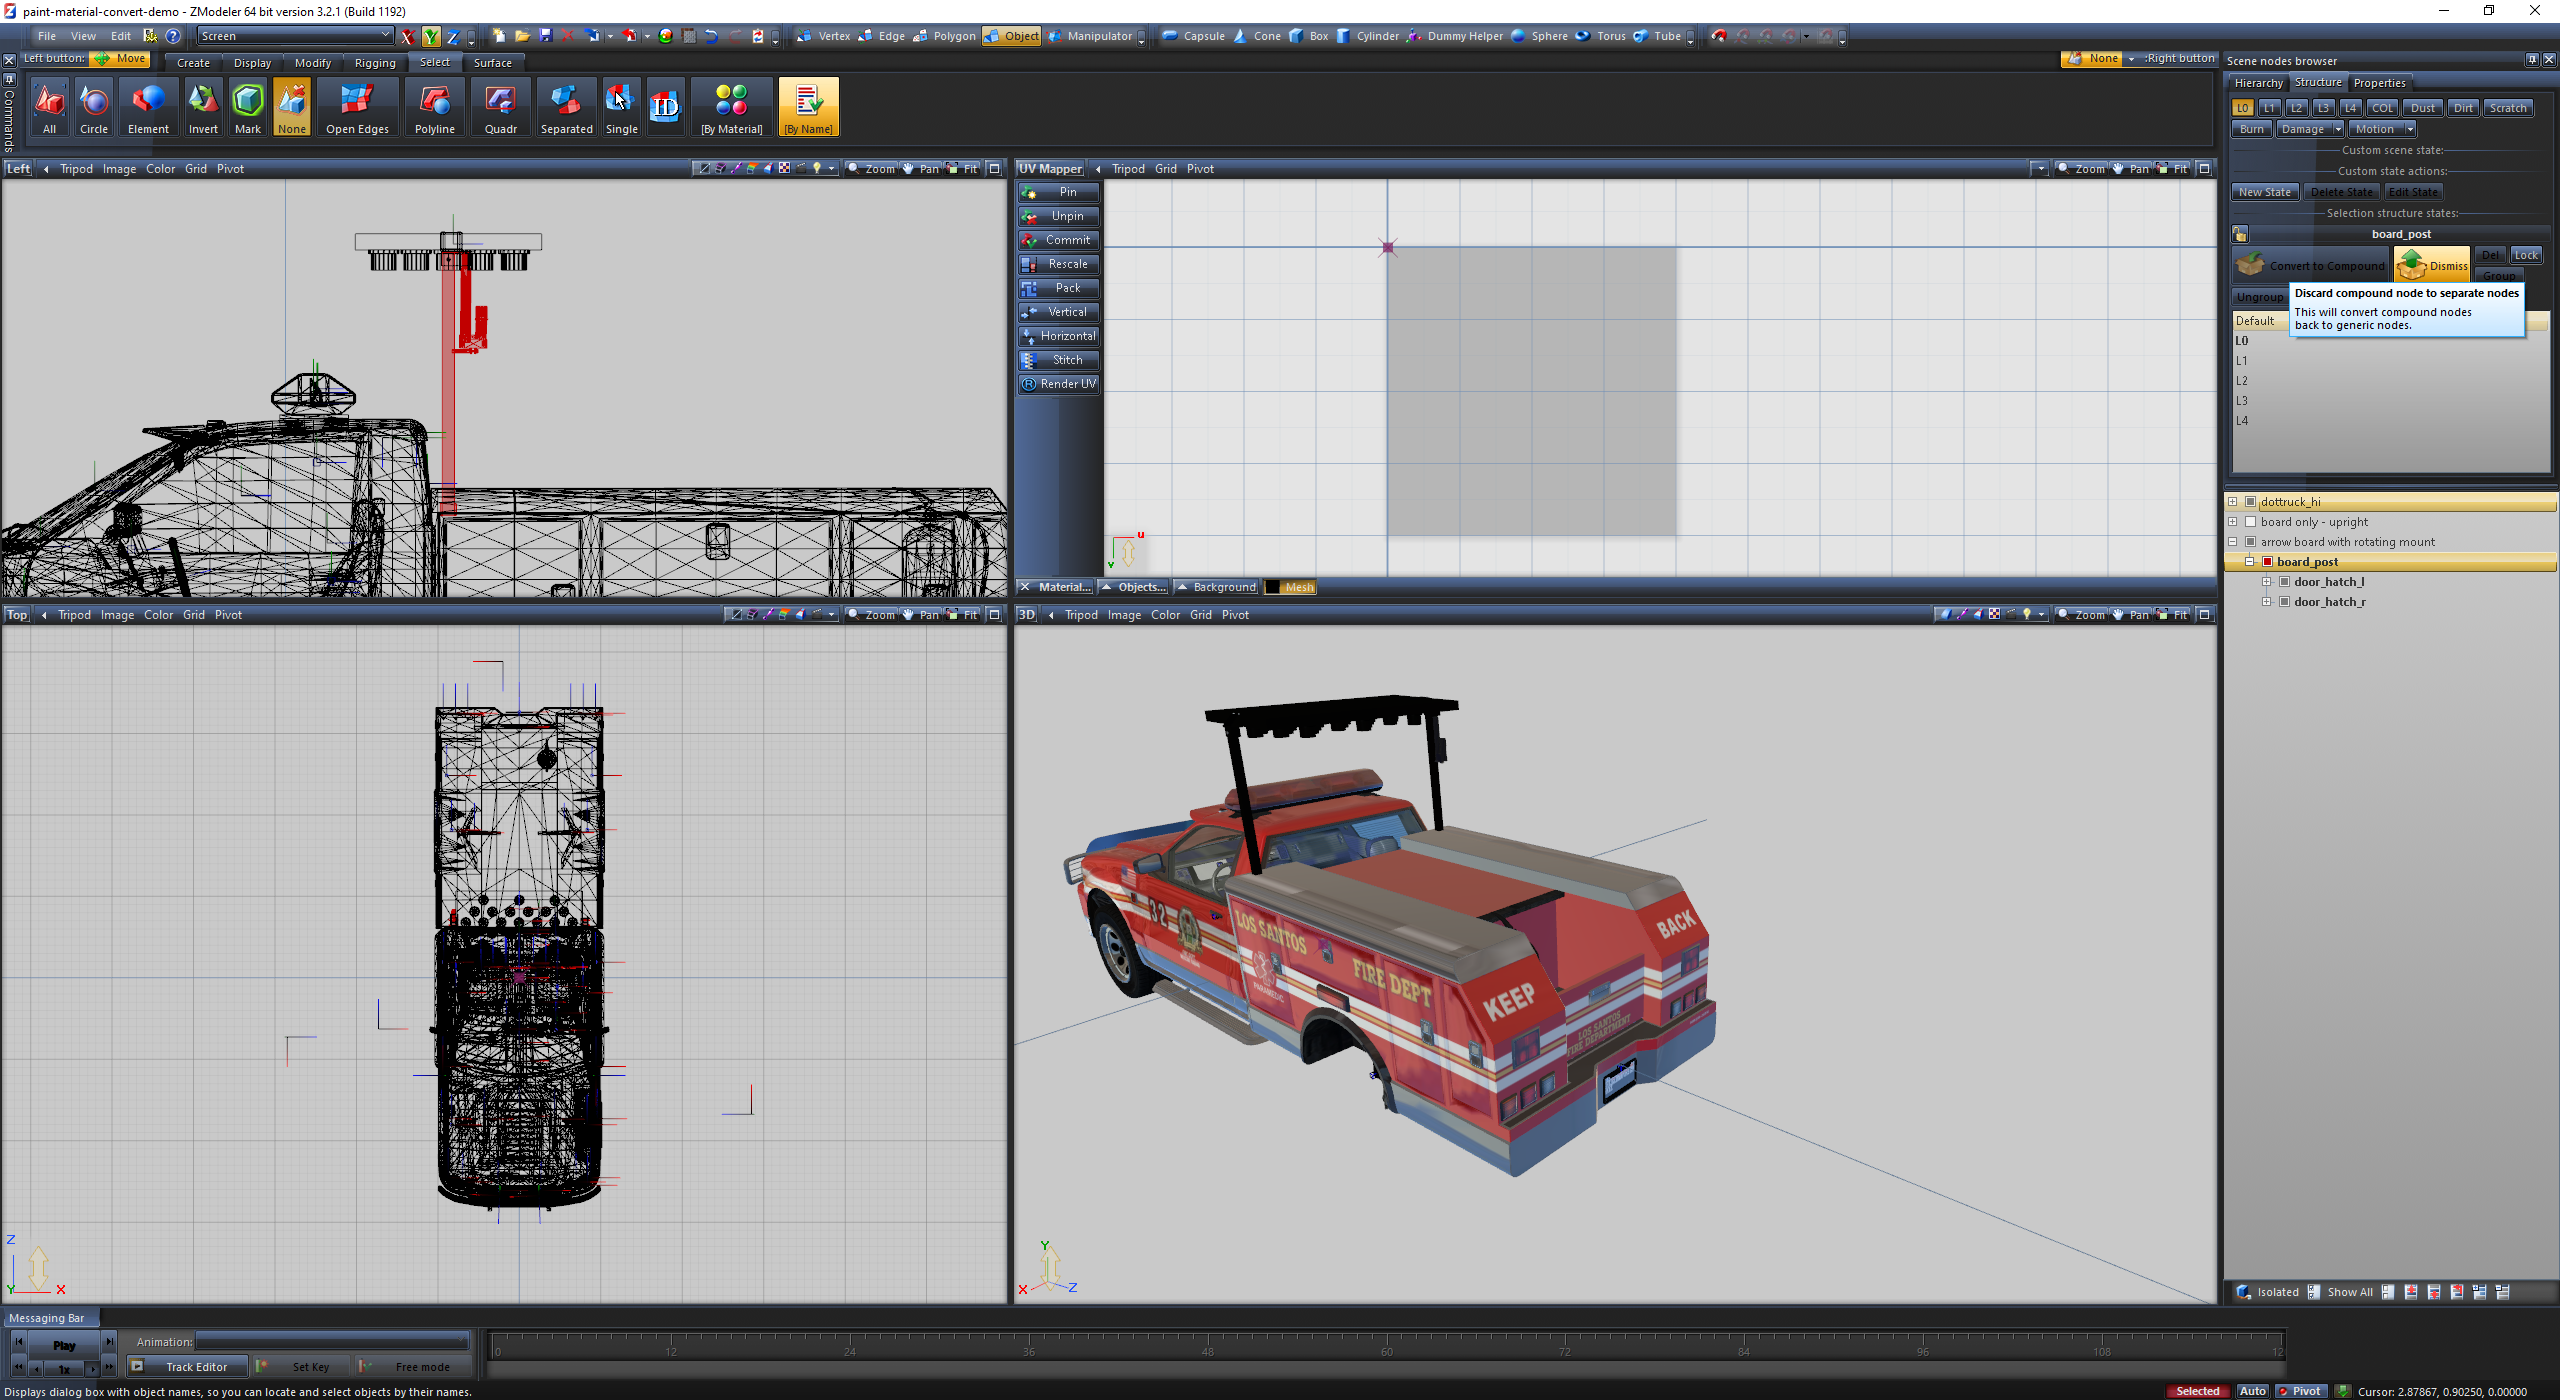 paint-material-convert-demo - ZModeler 64 bit version 3.2.1 (Build 1192)
File View Edit Screen X Y Z Vertex Edge Polygon Object Manipulator Capsule Cone Box Cylinder Dummy Helper Sphere Torus Tube
Left button: Move Create Display Modify Rigging Select Surface None :Right button
Commands
All Circle Element Invert Mark None Open Edges Polyline Quadr Separated Single ID [By Material] [By Name]
Left Tripod Image Color Grid Pivot Zoom Pan Fit
UV Mapper Tripod Grid Pivot Zoom Pan Fit
Pin
Unpin
Commit
Rescale
Pack
Vertical
Horizontal
Stitch
Render UV
u
v
Material... Objects... Background Mesh
Top Tripod Image Color Grid Pivot Zoom Pan Fit
Z
Y X
3D Tripod Image Color Grid Pivot Zoom Pan Fit
32
LOS SANTOS
FIRE DEPT
PARAMEDIC
KEEP
BACK
LOS SANTOS
FIRE DEPARTMENT
Y
X Z
Scene nodes browser
Hierarchy Structure Properties
L0 L1 L2 L3 L4 COL Dust Dirt Scratch
Burn Damage Motion
Custom scene state:
Custom state actions:
New State Delete State Edit State
Selection structure states:
board_post
Convert to Compound Dismiss Del Lock
Group
Ungroup
Discard compound node to separate nodes
This will convert compound nodes
back to generic nodes.
Default
L0
L1
L2
L3
L4
dottruck_hi
board only - upright
arrow board with rotating mount
board_post
door_hatch_l
door_hatch_r
Isolated Show All
Messaging Bar
Play Animation:
1x Track Editor Set Key Free mode
0 12 24 36 48 60 72 84 96 108 12
Displays dialog box with object names, so you can locate and select objects by their names.
Selected Auto Pivot Cursor: 2.87867, 0.90250, 0.00000